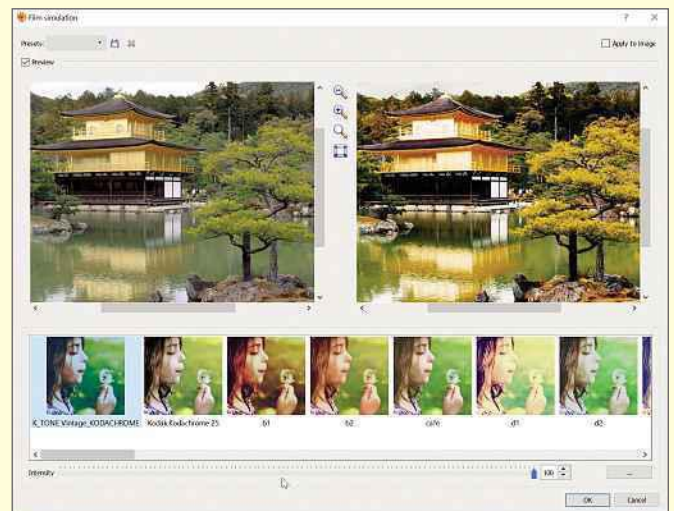 Film simulation
Presets:
Apply to Image
Preview
K_TONE Vintage_KODACHROME
Kodak Kodachrome 25
b1
b2
cafe
d1
d2
Intensity
100
...
OK
Cancel